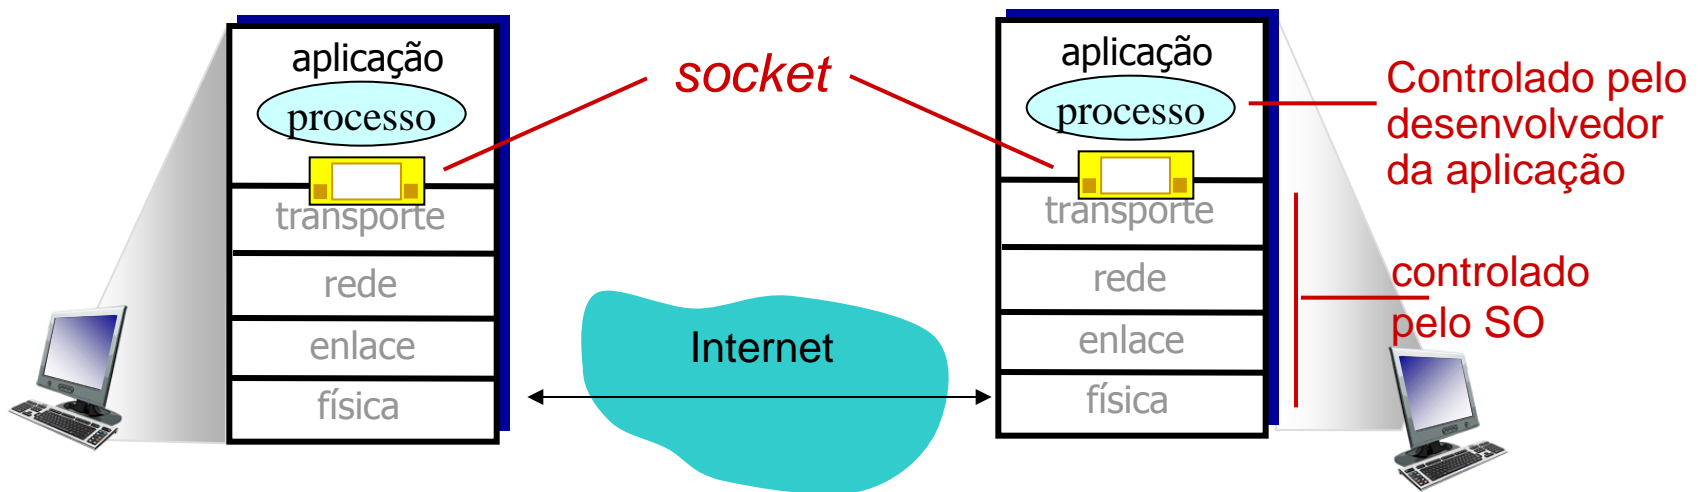 aplicação
processo
transporte
rede
enlace
física
socket
Internet
aplicação
processo
transporte
rede
enlace
física
Controlado pelo
desenvolvedor
da aplicação
controlado
pelo SO